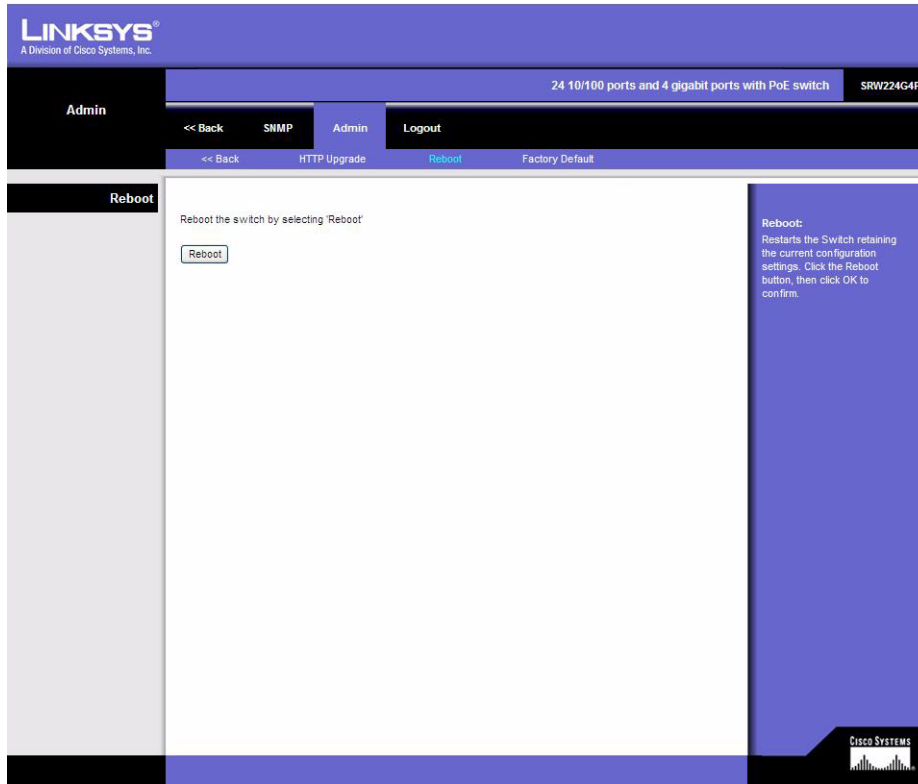 LINKSYS®
A Division of Cisco Systems, Inc.
24 10/100 ports and 4 gigabit ports with PoE switch SRW224G4P
Admin
<< Back SNMP Admin Logout
<< Back HTTP Upgrade Reboot Factory Default
Reboot
Reboot the switch by selecting 'Reboot'
Reboot
Reboot:
Restarts the Switch retaining
the current configuration
settings. Click the Reboot
button, then click OK to
confirm.
CISCO SYSTEMS